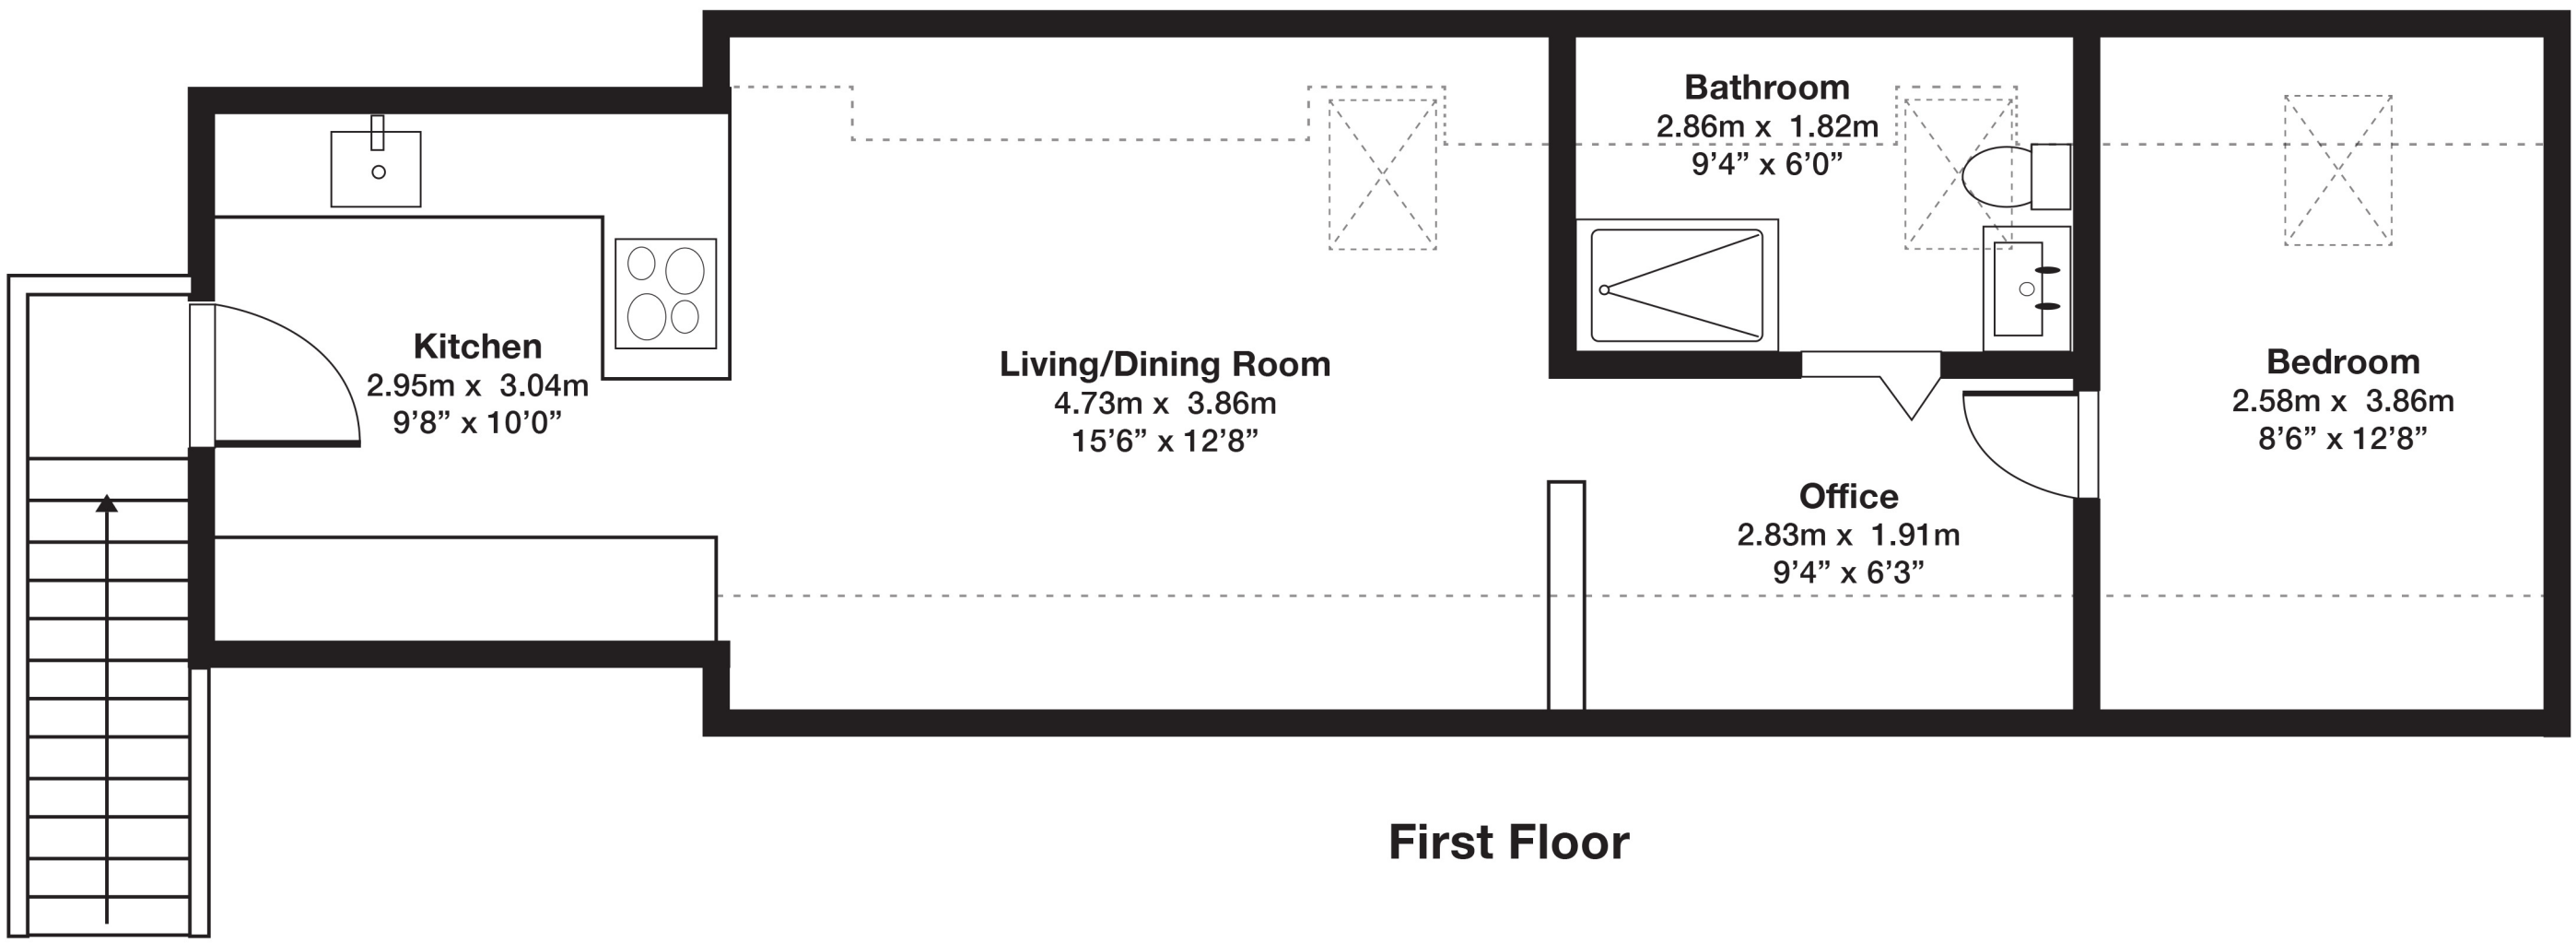 Bathroom
2.86m x 1.82m
9’4” x 6’0”
Kitchen
2.95m x 3.04m
9’8” x 10’0”
Living/Dining Room
4.73m x 3.86m
15’6” x 12’8”
Bedroom
2.58m x 3.86m
8’6” x 12’8”
Office
2.83m x 1.91m
9’4” x 6’3”
First Floor